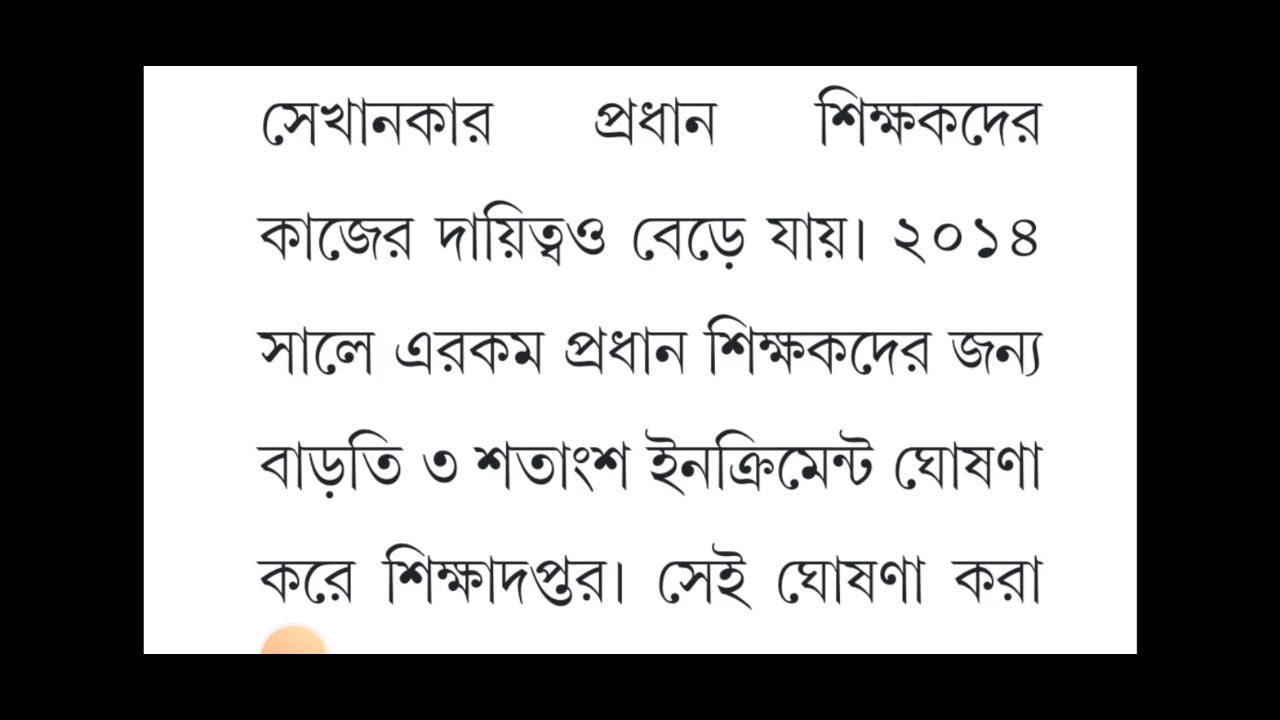 সেখানকার প্রধান শিক্ষকদের
কাজের দায়িত্বও বেড়ে যায়। ২০১৪
সালে এরকম প্রধান শিক্ষকদের জন্য
বাড়তি ৩ শতাংশ ইনক্রিমেন্ট ঘোষণা
করে শিক্ষাদপ্তর। সেই ঘোষণা করা